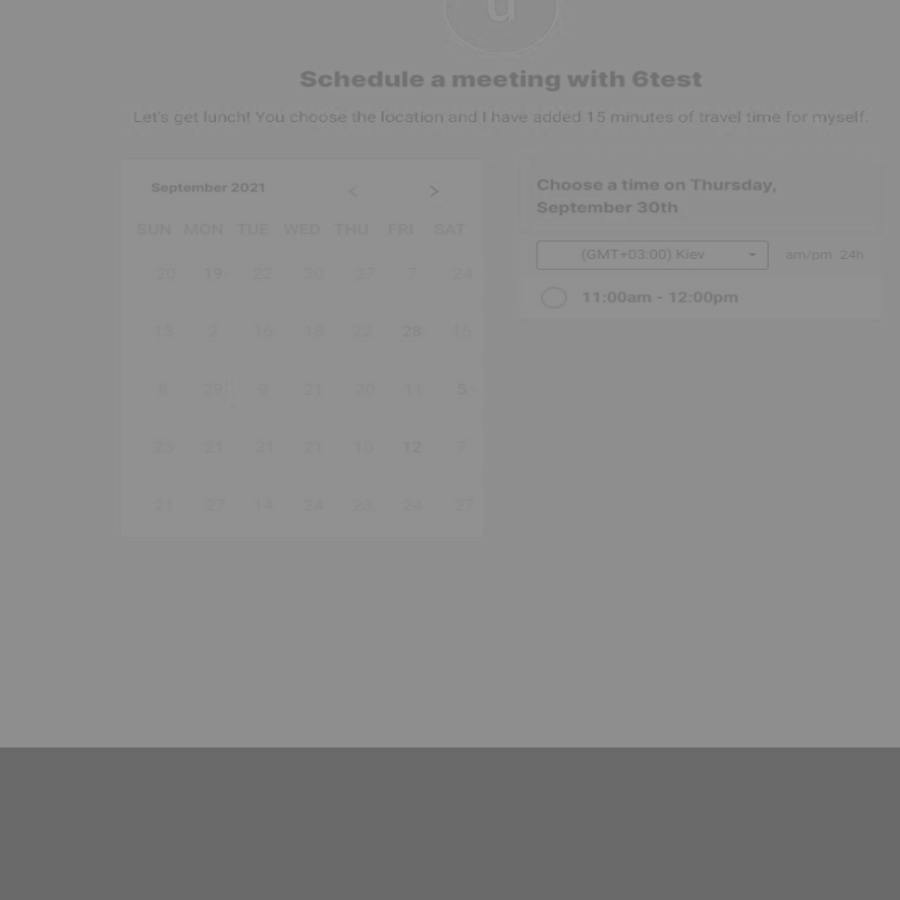 Schedule a meeting with 6test
Let's get lunch! You choose the location and I have added 15 minutes of travel time for myself.
September 2021 < >
SUN MON TUE WED THU FRI SAT
20 19 22 30 27 7 24
18 2 16 18 22 28 15
8 29 9 21 20 11 5
23 21 31 21 10 12 7
21 27 14 24 23 24 27
Choose a time on Thursday,
September 30th
(GMT+03:00) Kiev am/pm 24h
11:00am - 12:00pm